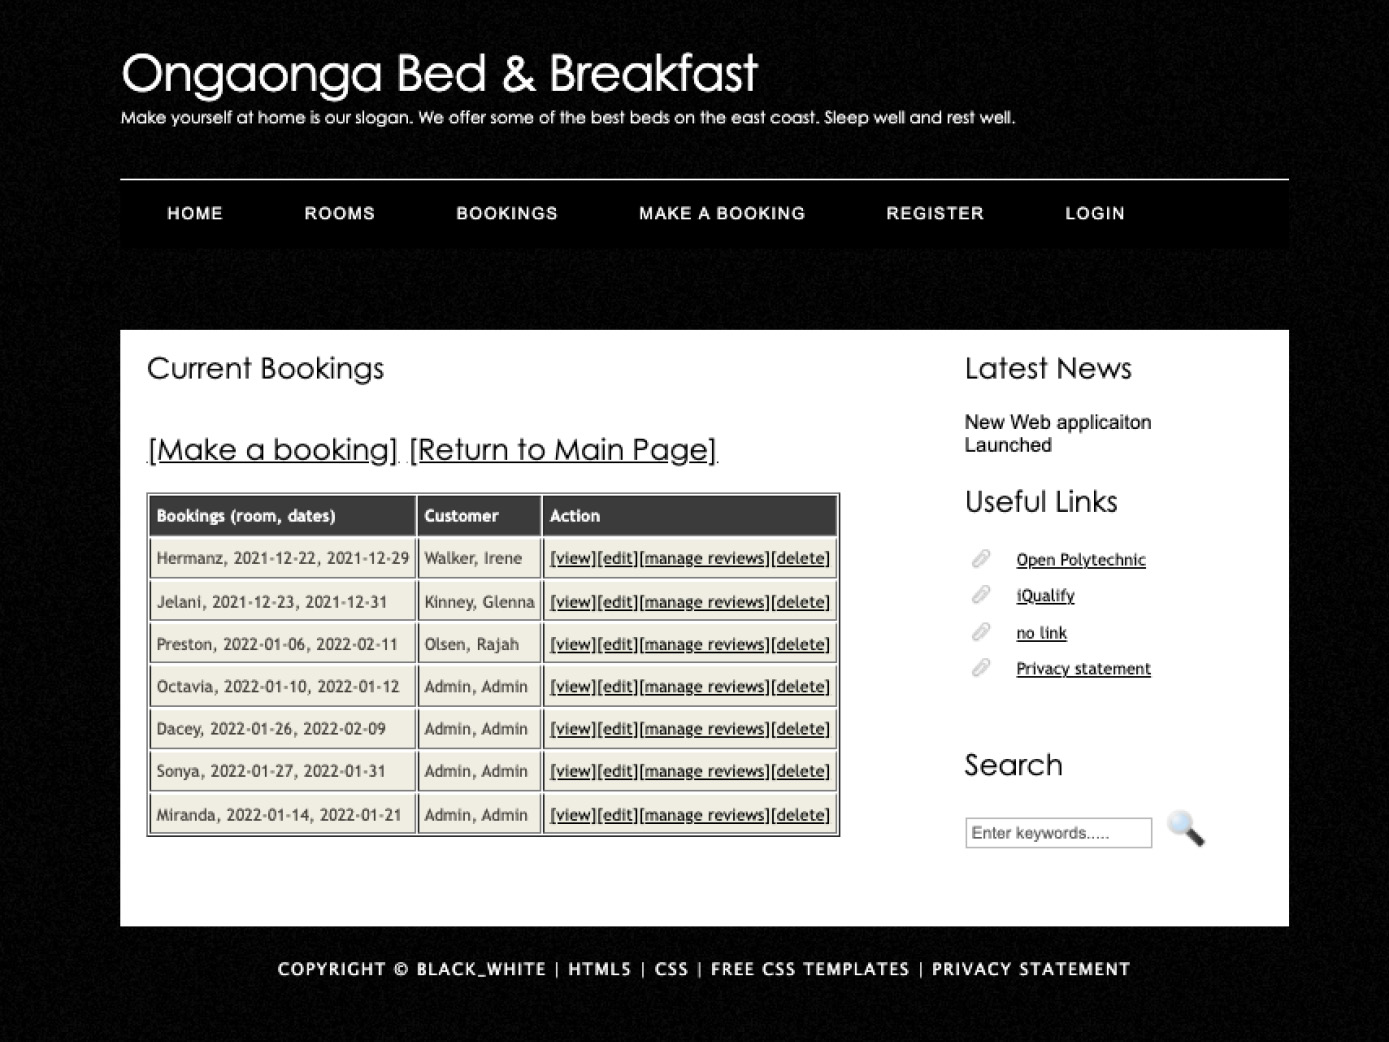 Ongaonga Bed & Breakfast
Make yourself at home is our slogan. We offer some of the best beds on the east coast. Sleep well and rest well.
HOME ROOMS BOOKINGS MAKE A BOOKING REGISTER LOGIN
Current Bookings
[Make a booking] [Return to Main Page]
Bookings (room, dates) Customer Action
Hermanz, 2021-12-22, 2021-12-29 Walker, Irene [view][edit][manage reviews][delete]
Jelani, 2021-12-23, 2021-12-31 Kinney, Glenna [view][edit][manage reviews][delete]
Preston, 2022-01-06, 2022-02-11 Olsen, Rajah [view][edit][manage reviews][delete]
Octavia, 2022-01-10, 2022-01-12 Admin, Admin [view][edit][manage reviews][delete]
Dacey, 2022-01-26, 2022-02-09 Admin, Admin [view][edit][manage reviews][delete]
Sonya, 2022-01-27, 2022-01-31 Admin, Admin [view][edit][manage reviews][delete]
Miranda, 2022-01-14, 2022-01-21 Admin, Admin [view][edit][manage reviews][delete]
Latest News
New Web applicaiton
Launched
Useful Links
Open Polytechnic
iQualify
no link
Privacy statement
Search
Enter keywords.....
COPYRIGHT © BLACK_WHITE | HTML5 | CSS | FREE CSS TEMPLATES | PRIVACY STATEMENT